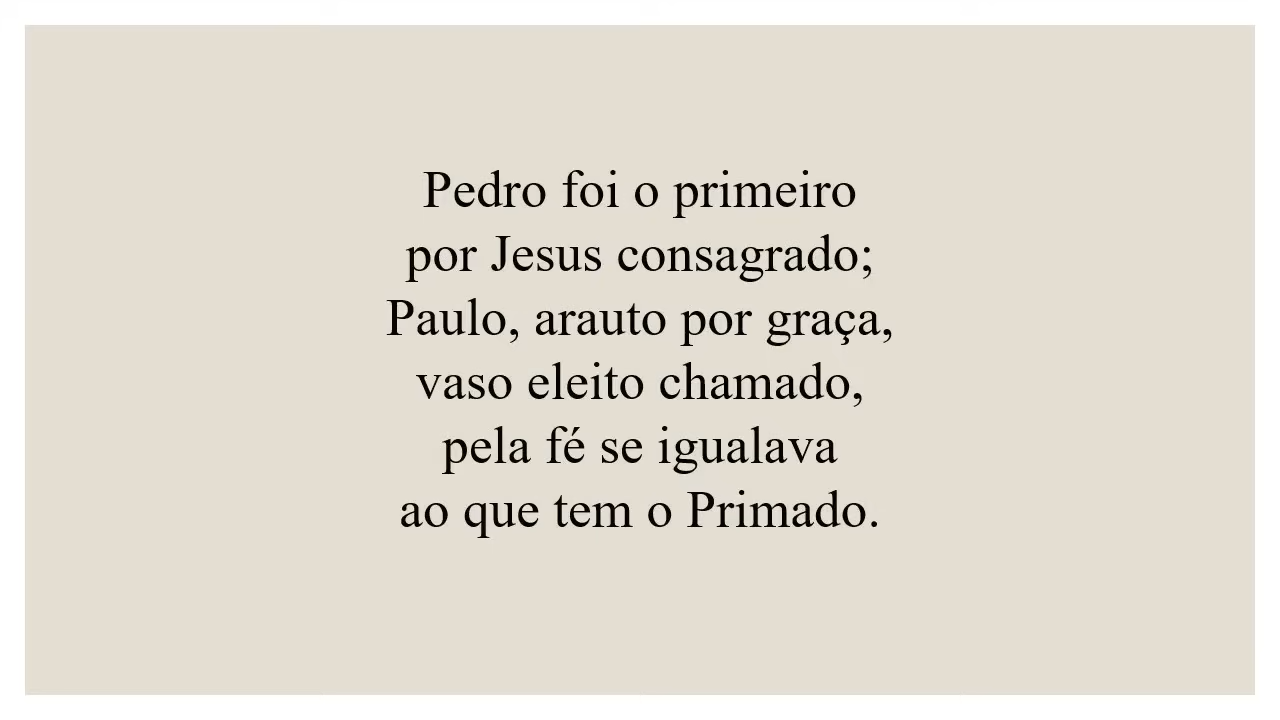 Pedro foi o primeiro
por Jesus consagrado;
Paulo, arauto por graça,
vaso eleito chamado,
pela fé se igualava
ao que tem o Primado.